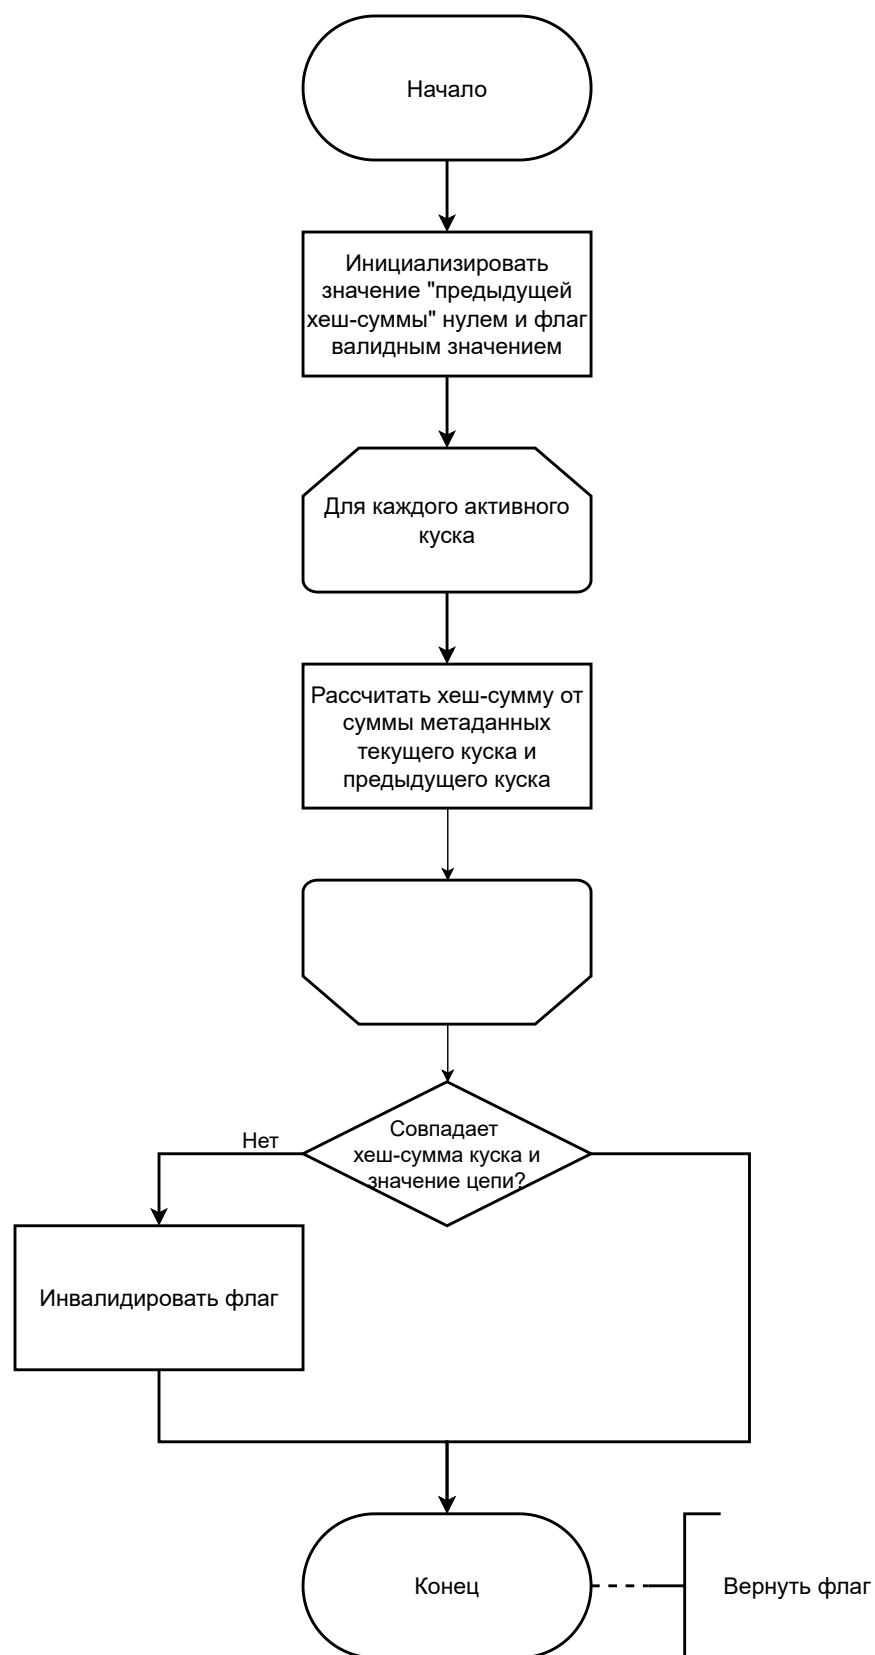 Начало
Инициализировать
значение "предыдущей
хеш-суммы" нулем и флаг
валидным значением
Для каждого активного
куска
Рассчитать хеш-сумму от
суммы метаданных
текущего куска и
предыдущего куска
Совпадает
хеш-сумма куска и
значение цепи?
Нет
Инвалидировать флаг
Конец
Вернуть флаг